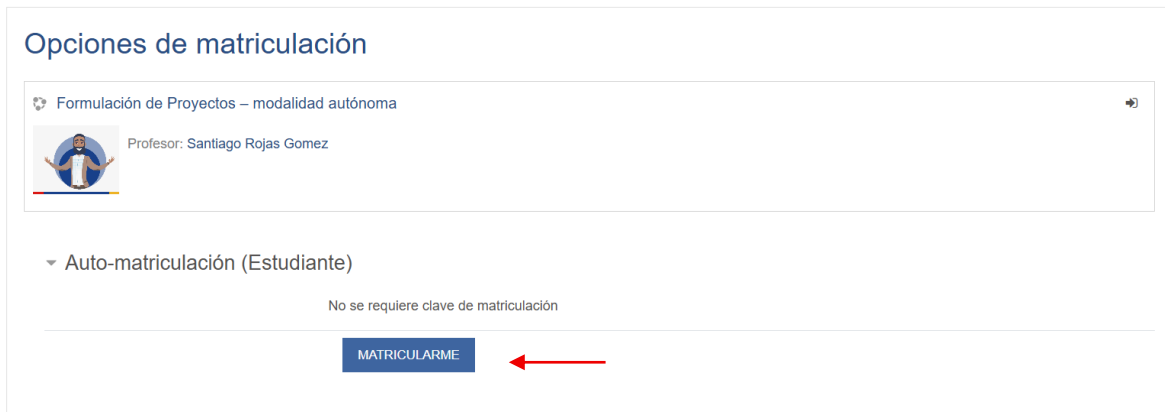 Opciones de matriculación
Formulación de Proyectos – modalidad autónoma
Profesor: Santiago Rojas Gomez
Auto-matriculación (Estudiante)
No se requiere clave de matriculación
MATRICULARME